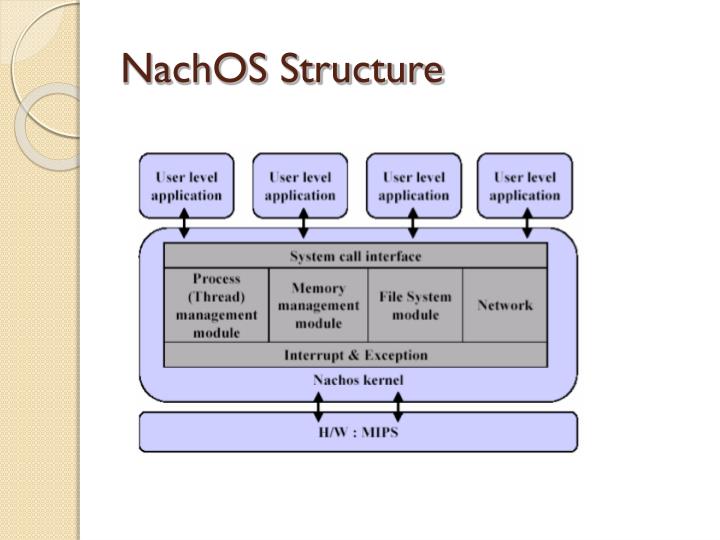 NachOS Structure
User level
application
User level
application
User level
application
User level
application
System call interface
Process
(Thread)
management
module
Memory
management
module
File System
module
Network
Interrupt & Exception
Nachos kernel
H/W : MIPS